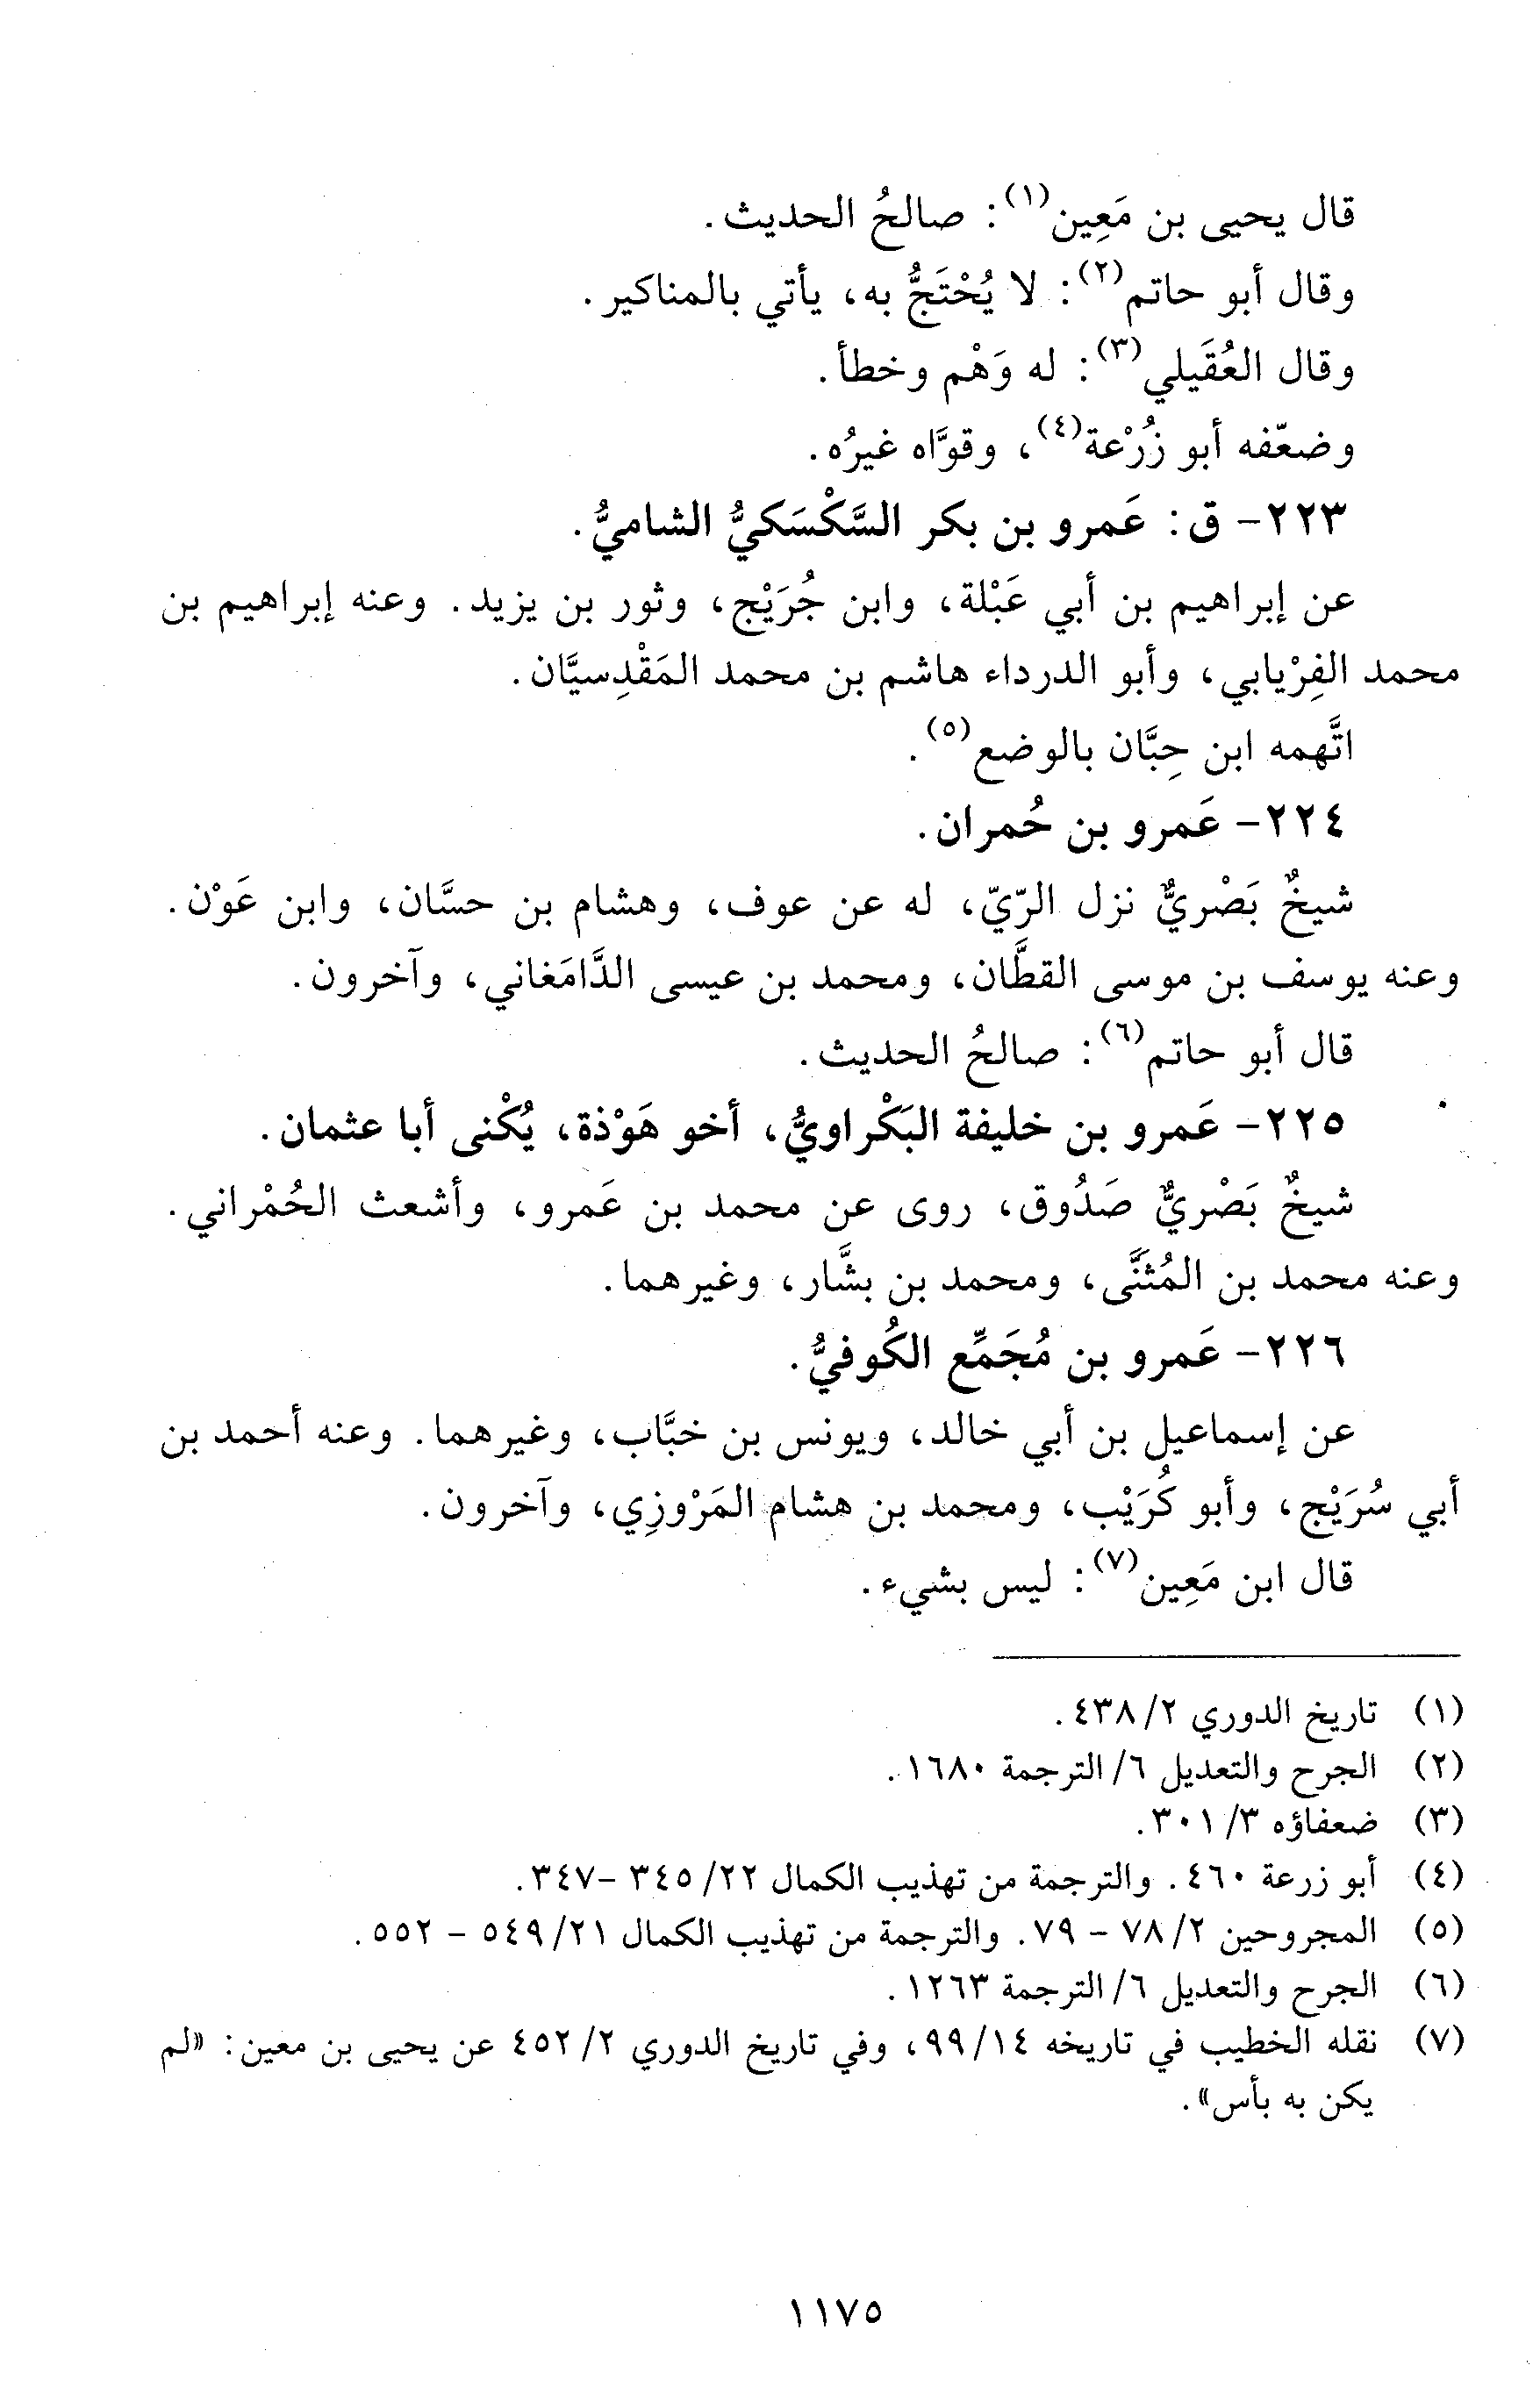 قال يحيى بن مَعِين(١): صالحُ الحديث.
وقال أبو حاتم(٢): لا يُحْتَجُّ به، يأتي بالمناكير.
وقال العُقَيلي(٣): له وَهْم وخطأ.
وضعّفه أبو زُرْعة(٤)، وقوَّاه غيرُه.
٢٢٣- ق: عَمرو بن بكر السَّكْسَكيُّ الشاميُّ.
عن إبراهيم بن أبي عَبْلة، وابن جُرَيْج، وثور بن يزيد. وعنه إبراهيم بن
محمد الفِرْيابي، وأبو الدرداء هاشم بن محمد المَقْدِسيَّان.
اتَّهمه ابن حِبَّان بالوضع(٥).
٢٢٤- عَمرو بن حُمران.
شيخٌ بَصْريٌّ نزل الرّيّ، له عن عوف، وهشام بن حسَّان، وابن عَوْن.
وعنه يوسف بن موسى القطَّان، ومحمد بن عيسى الدَّامَغاني، وآخرون.
قال أبو حاتم(٦): صالحُ الحديث.
٢٢٥- عَمرو بن خليفة البَكْراويُّ، أخو هَوْذة، يُكْنى أبا عثمان.
شيخٌ بَصْريٌّ صَدُوق، روى عن محمد بن عَمرو، وأشعث الحُمْراني.
وعنه محمد بن المُثَنَّى، ومحمد بن بشَّار، وغيرهما.
٢٢٦- عَمرو بن مُجَمِّع الكُوفيُّ.
عن إسماعيل بن أبي خالد، ويونس بن خبَّاب، وغيرهما. وعنه أحمد بن
أبي سُرَيْج، وأبو كُرَيْب، ومحمد بن هشام المَرْوَزِي، وآخرون.
قال ابن مَعِين(٧): ليس بشيء.
(١) تاريخ الدوري ٢/ ٤٣٨.
(٢) الجرح والتعديل ٦/ الترجمة ١٦٨٠.
(٣) ضعفاؤه ٣/ ٣٠١.
(٤) أبو زرعة ٤٦٠. والترجمة من تهذيب الكمال ٢٢/ ٣٤٥ -٣٤٧.
(٥) المجروحين ٢/ ٧٨ - ٧٩. والترجمة من تهذيب الكمال ٢١/ ٥٤٩ - ٥٥٢.
(٦) الجرح والتعديل ٦/ الترجمة ١٢٦٣.
(٧) نقله الخطيب في تاريخه ١٤/ ٩٩، وفي تاريخ الدوري ٢/ ٤٥٢ عن يحيى بن معين: «لم
يكن به بأس».
١١٧٥